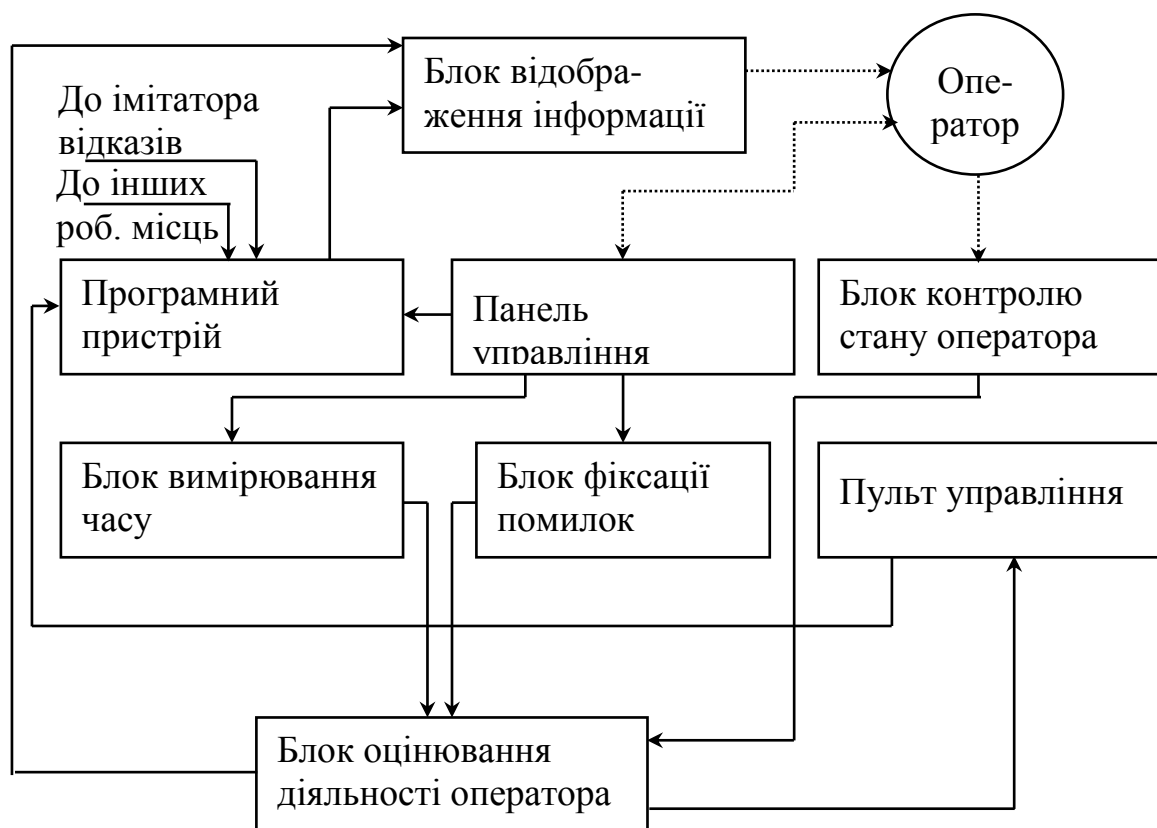 Блок відобра-
ження інформації
Опе-
ратор
До імітатора
відказів
До інших
роб. місць
Програмний
пристрій
Панель
управління
Блок контролю
стану оператора
Блок вимірювання
часу
Блок фіксації
помилок
Пульт управління
Блок оцінювання
діяльності оператора